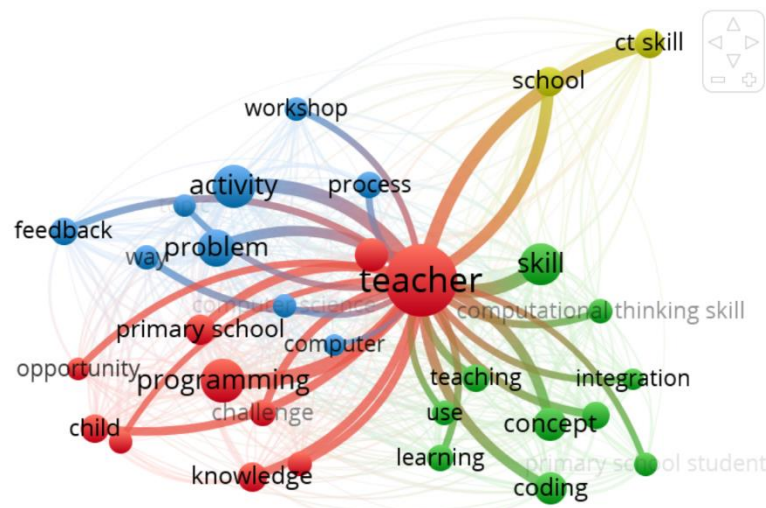 ct skill
school
workshop
activity
process
feedback
problem
way
teacher
skill
computer science
computational thinking skill
primary school
computer
opportunity
programming
teaching
integration
challenge
use
child
concept
learning
primary school student
knowledge
coding